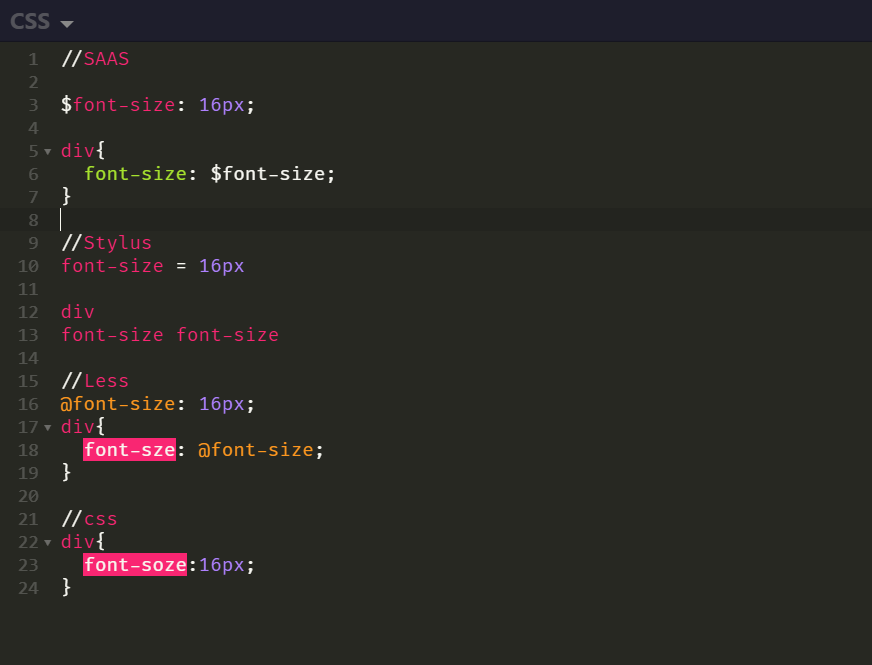 CSS
1 //SAAS
2
3 $font-size: 16px;
4
5 div{
6 font-size: $font-size;
7 }
8
9 //Stylus
10 font-size = 16px
11
12 div
13 font-size font-size
14
15 //Less
16 @font-size: 16px;
17 div{
18 font-sze: @font-size;
19 }
20
21 //css
22 div{
23 font-soze:16px;
24 }